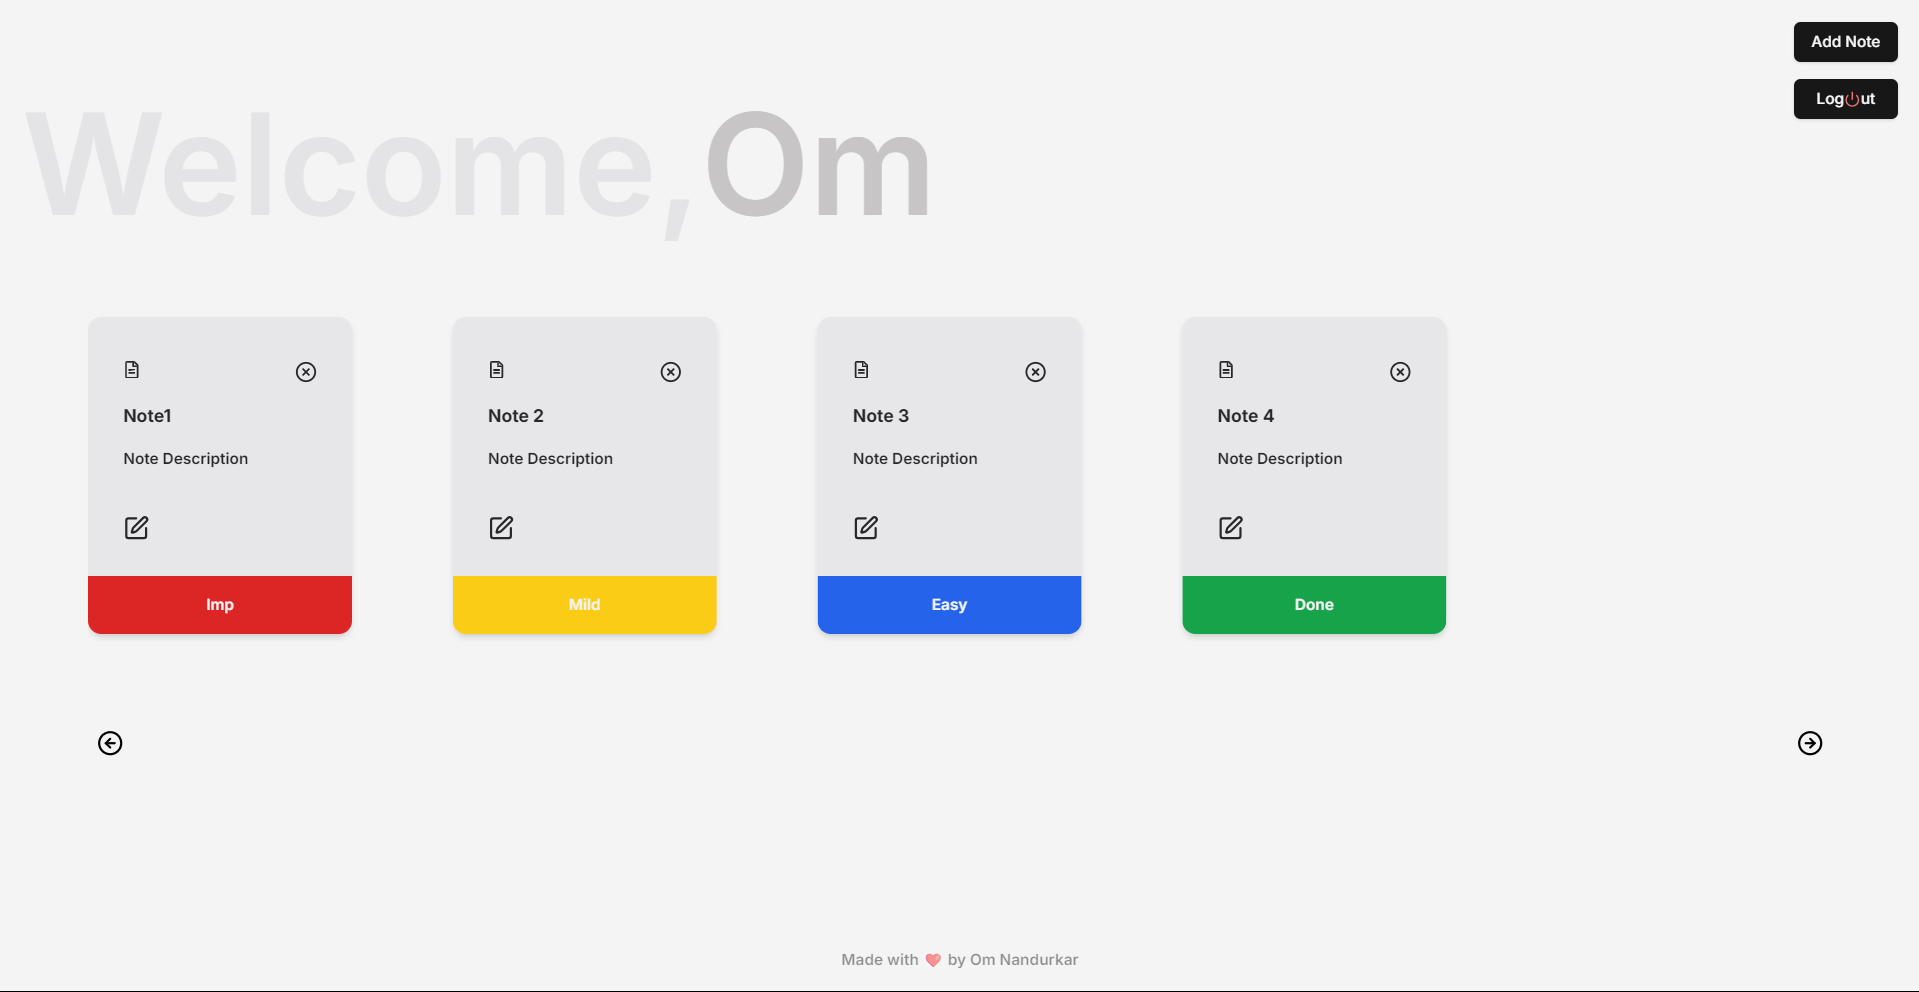 Add Note
Logut
Welcome,Om
Note1
Note Description
Imp
Note 2
Note Description
Mild
Note 3
Note Description
Easy
Note 4
Note Description
Done
Made with ❤️ by Om Nandurkar